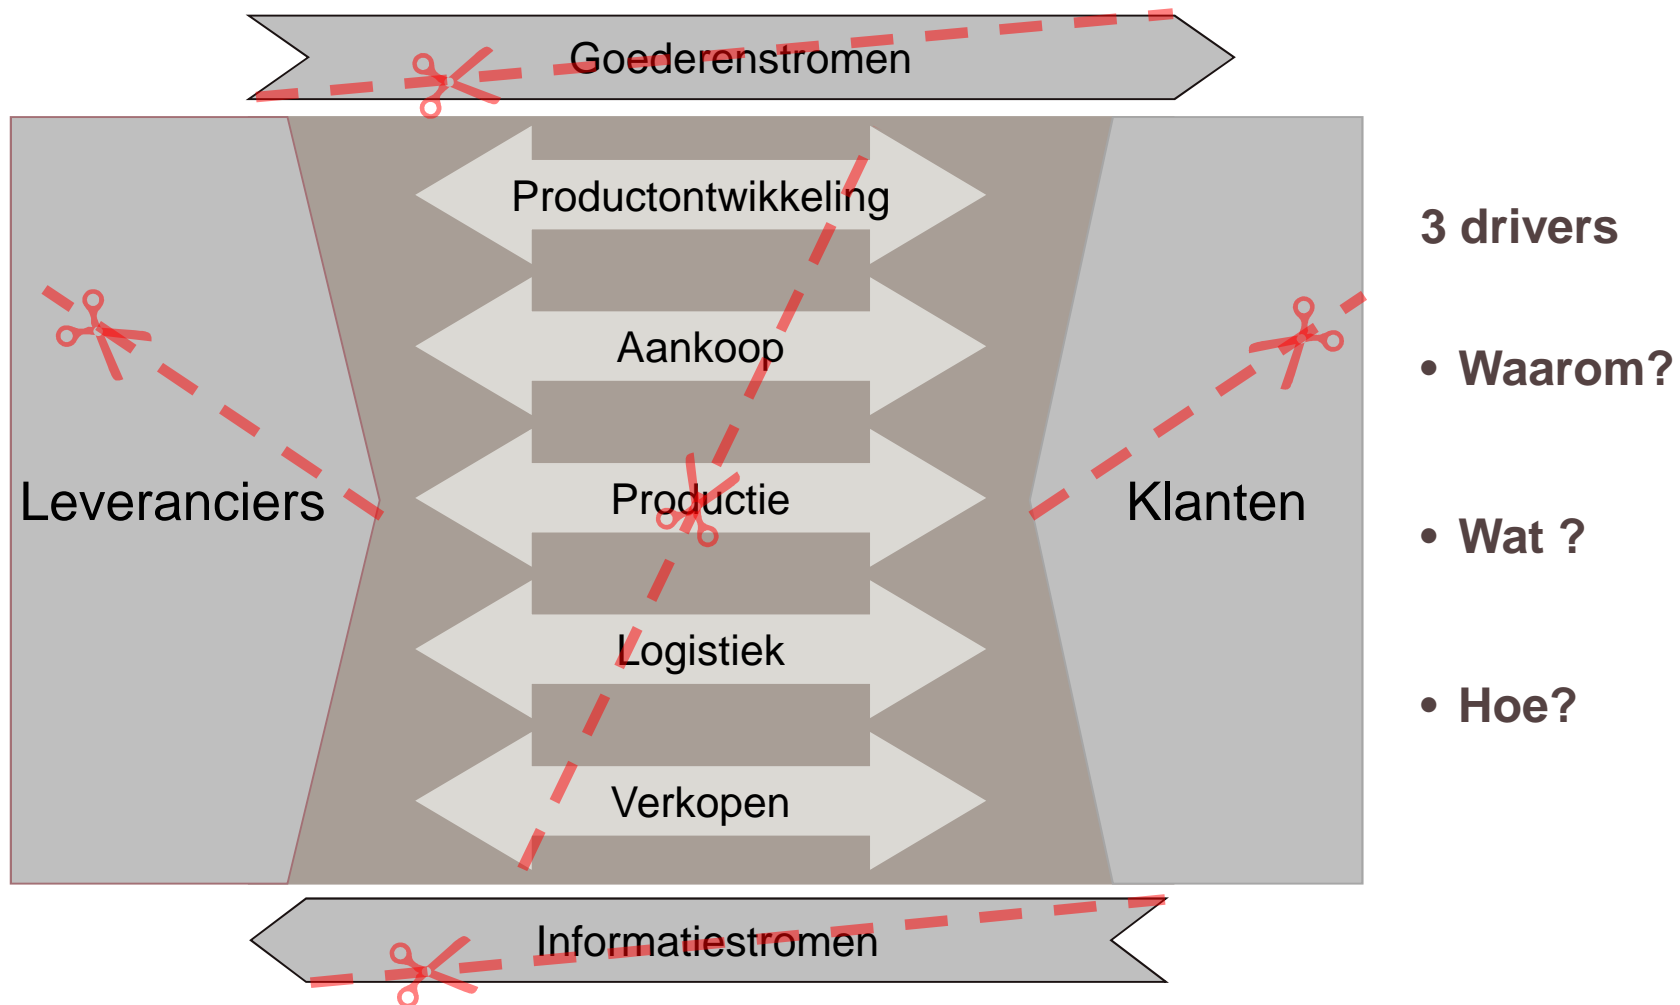 Goederenstromen
Productontwikkeling
Aankoop
Productie
Logistiek
Verkopen
Leveranciers
Klanten
Informatiestromen
3 drivers
• Waarom?
• Wat ?
• Hoe?